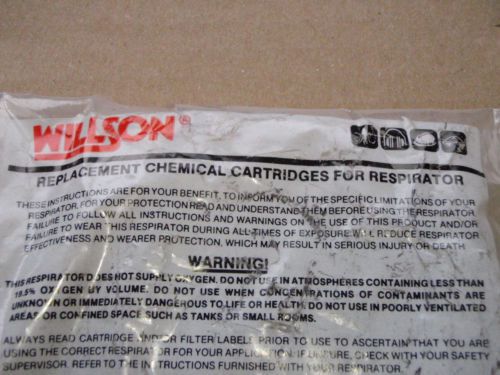 WILLSON®
REPLACEMENT CHEMICAL CARTRIDGES FOR RESPIRATOR
THESE INSTRUCTIONS ARE FOR YOUR BENEFIT, TO INFORM YOU OF THE SPECIFIC LIMITATIONS OF YOUR
RESPIRATOR, FOR YOUR PROTECTION READ AND UNDERSTAND THEM BEFORE USING THE RESPIRATOR.
FAILURE TO FOLLOW ALL INSTRUCTIONS AND WARNINGS ON THE USE OF THIS PRODUCT AND/OR
FAILURE TO WEAR THIS RESPIRATOR DURING ALL TIMES OF EXPOSURE WILL REDUCE RESPIRATOR
EFFECTIVENESS AND WEARER PROTECTION, WHICH MAY RESULT IN SERIOUS INJURY OR DEATH.
WARNING!
THIS RESPIRATOR DOES NOT SUPPLY OXYGEN. DO NOT USE IN ATMOSPHERES CONTAINING LESS THAN
19.5% OXYGEN BY VOLUME. DO NOT USE WHEN CONCENTRATIONS OF CONTAMINANTS ARE
UNKNOWN OR IMMEDIATELY DANGEROUS TO LIFE OR HEALTH. DO NOT USE IN POORLY VENTILATED
AREAS OR CONFINED SPACE SUCH AS TANKS OR SMALL ROOMS.
ALWAYS READ CARTRIDGE AND/OR FILTER LABELS PRIOR TO USE TO ASCERTAIN THAT YOU ARE
USING THE CORRECT RESPIRATOR FOR YOUR APPLICATION. IF UNSURE, CHECK WITH YOUR SAFETY
SUPERVISOR. REFER TO THE INSTRUCTIONS FURNISHED WITH YOUR RESPIRATOR.